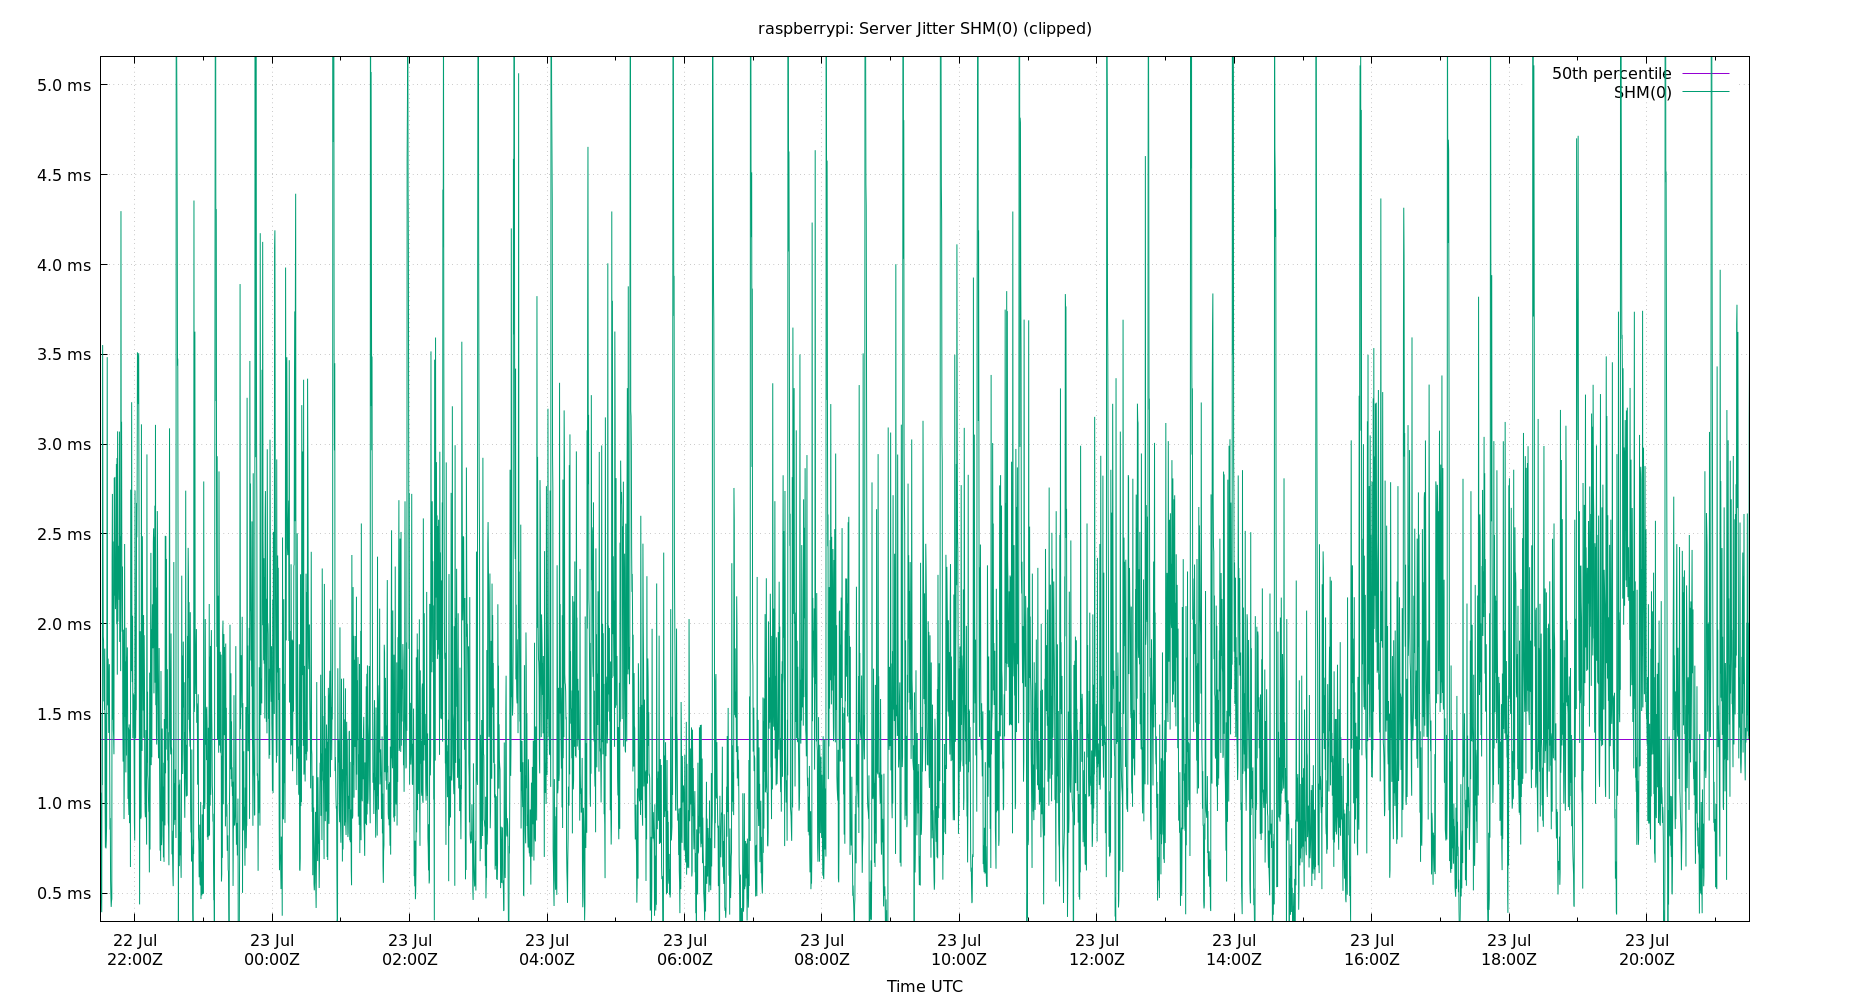 raspberrypi: Server Jitter SHM(0) (clipped)
50th percentile
SHM(0)
5.0 ms
4.5 ms
4.0 ms
3.5 ms
3.0 ms
2.5 ms
2.0 ms
1.5 ms
1.0 ms
0.5 ms
22 Jul 23 Jul 23 Jul 23 Jul 23 Jul 23 Jul 23 Jul 23 Jul 23 Jul 23 Jul 23 Jul 23 Jul
22:00Z 00:00Z 02:00Z 04:00Z 06:00Z 08:00Z 10:00Z 12:00Z 14:00Z 16:00Z 18:00Z 20:00Z
Time UTC